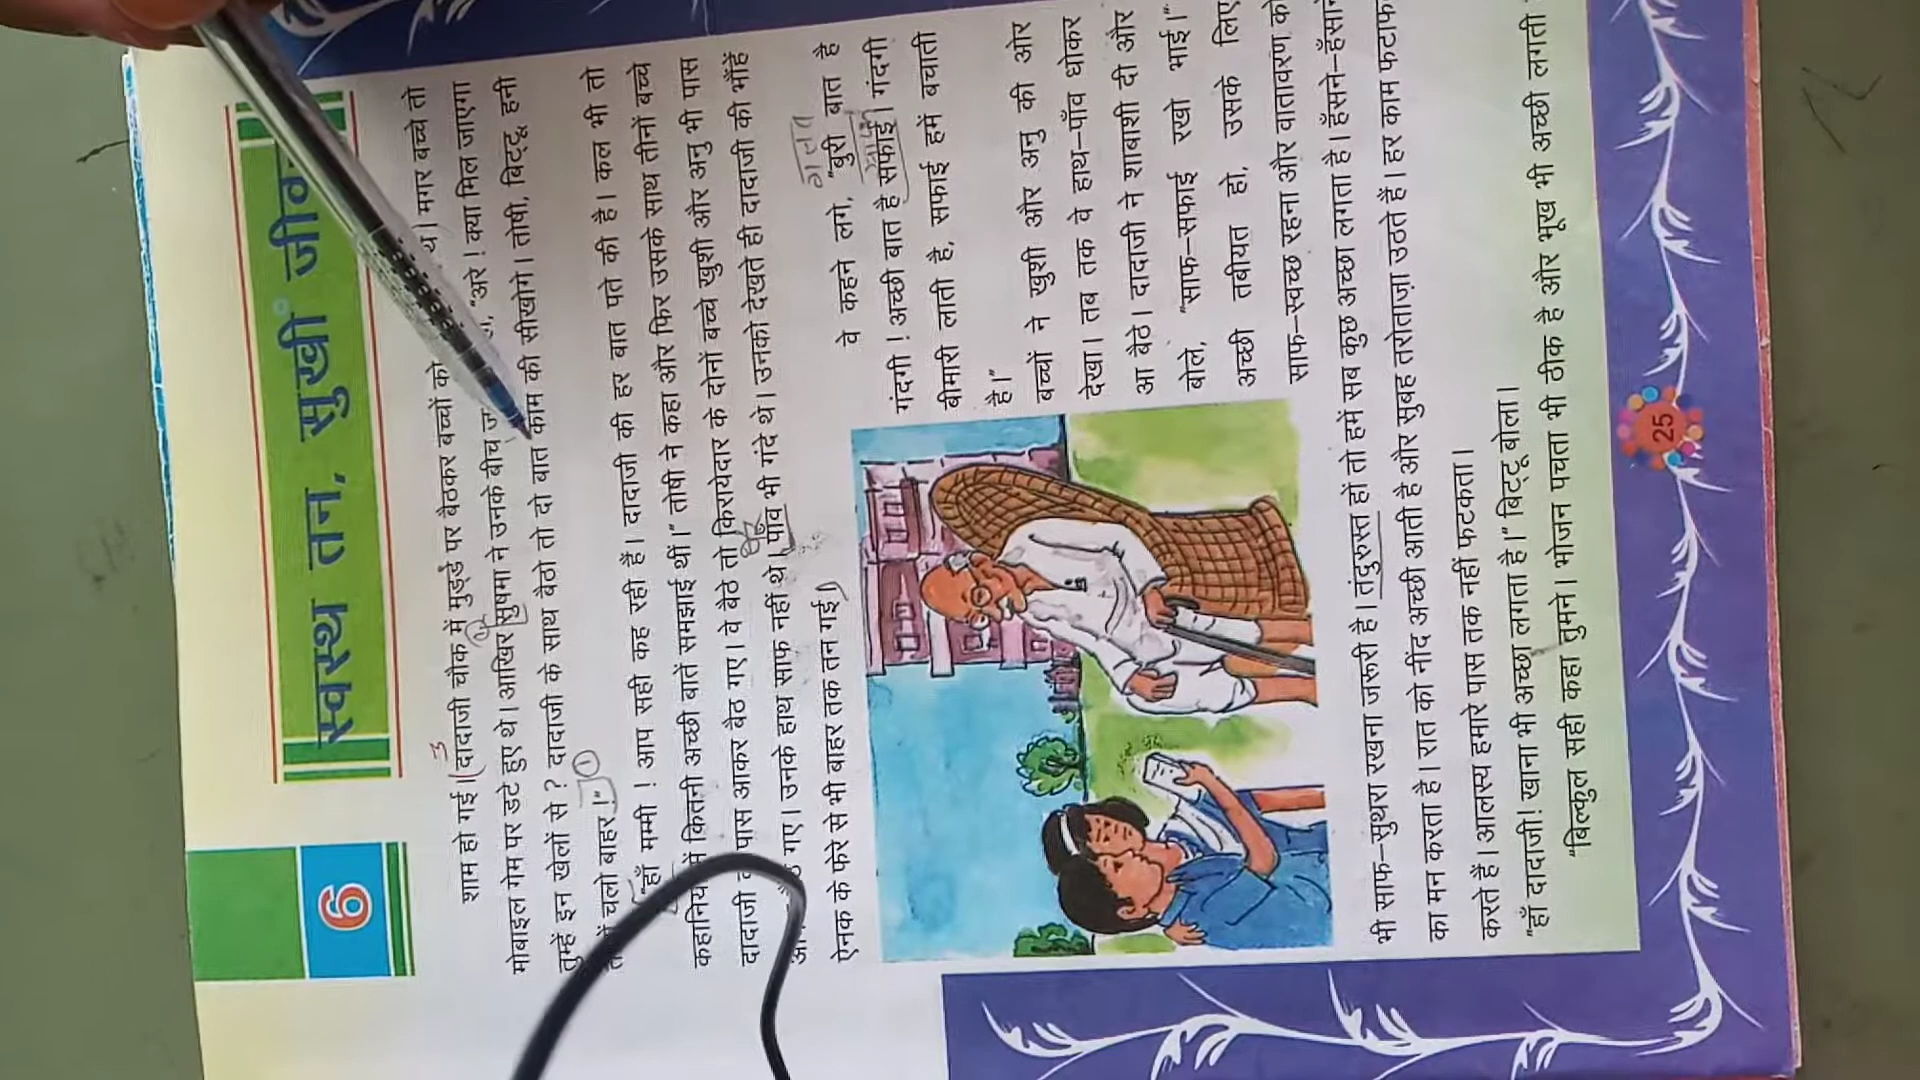 6
स्वस्थ तन, सुखी
शाम हो गई। (दादाजी चौक में मुड्ढे पर बैठकर बच्चों को मगर बच्चे तो
मोबाइल गेम पर डटे हुए थे। आखिर सुषमा ने उनके बीच "अरे ! क्या मिल जाएगा
तुम्हें इन खेलों से ? दादाजी के साथ बैठो तो दो बात काम की सीखोगे। तोषी, बिट्टू, हनी
चलो बाहर !" 1
"हाँ मम्मी ! आप सही कह रही हैं। दादाजी की हर बात पते की है। कल भी तो
में कितनी अच्छी बातें समझाई थीं।" तोषी ने कहा और फिर उसके साथ तीनों बच्चे
दादाजी पास आकर बैठ गए। वे बैठे तो किरायेदार के दोनों बच्चे खुशी और अनु भी पास
गए। उनके हाथ साफ नहीं थे, पाँव भी गंदे थे। उनको देखते ही दादाजी की भौंहें
ऐनक के फ्रेरे से भी बाहर तक तन गईं)
गलत
वे कहने लगे, "बुरी बात है
गंदगी ! अच्छी बात है सफाई। गंदगी
बीमारी लाती है, सफाई हमें बचाती
है।"
बच्चों ने खुशी और अनु की ओर
देखा। तब तक वे हाथ-पाँव धोकर
आ बैठे। दादाजी ने शाबाशी दी और
बोले, "साफ-सफाई रखो भाई।"
अच्छी तबीयत हो, उसके लिए
साफ-स्वच्छ रहना और वातावरण को
भी साफ-सुथरा रखना जरूरी है। तंदुरुस्त हों तो हमें सब कुछ अच्छा लगता है। हँसने-हँसाने
का मन करता है। रात को नींद अच्छी आती है और सुबह तरोताज़ा उठते हैं। हर काम फटाफट
करते हैं। आलस्य हमारे पास तक नहीं फटकता।
"हाँ दादाजी! खाना भी अच्छा लगता है।" बिट्टू बोला।
"बिल्कुल सही कहा तुमने। भोजन पचता भी ठीक है और भूख भी अच्छी लगती
25